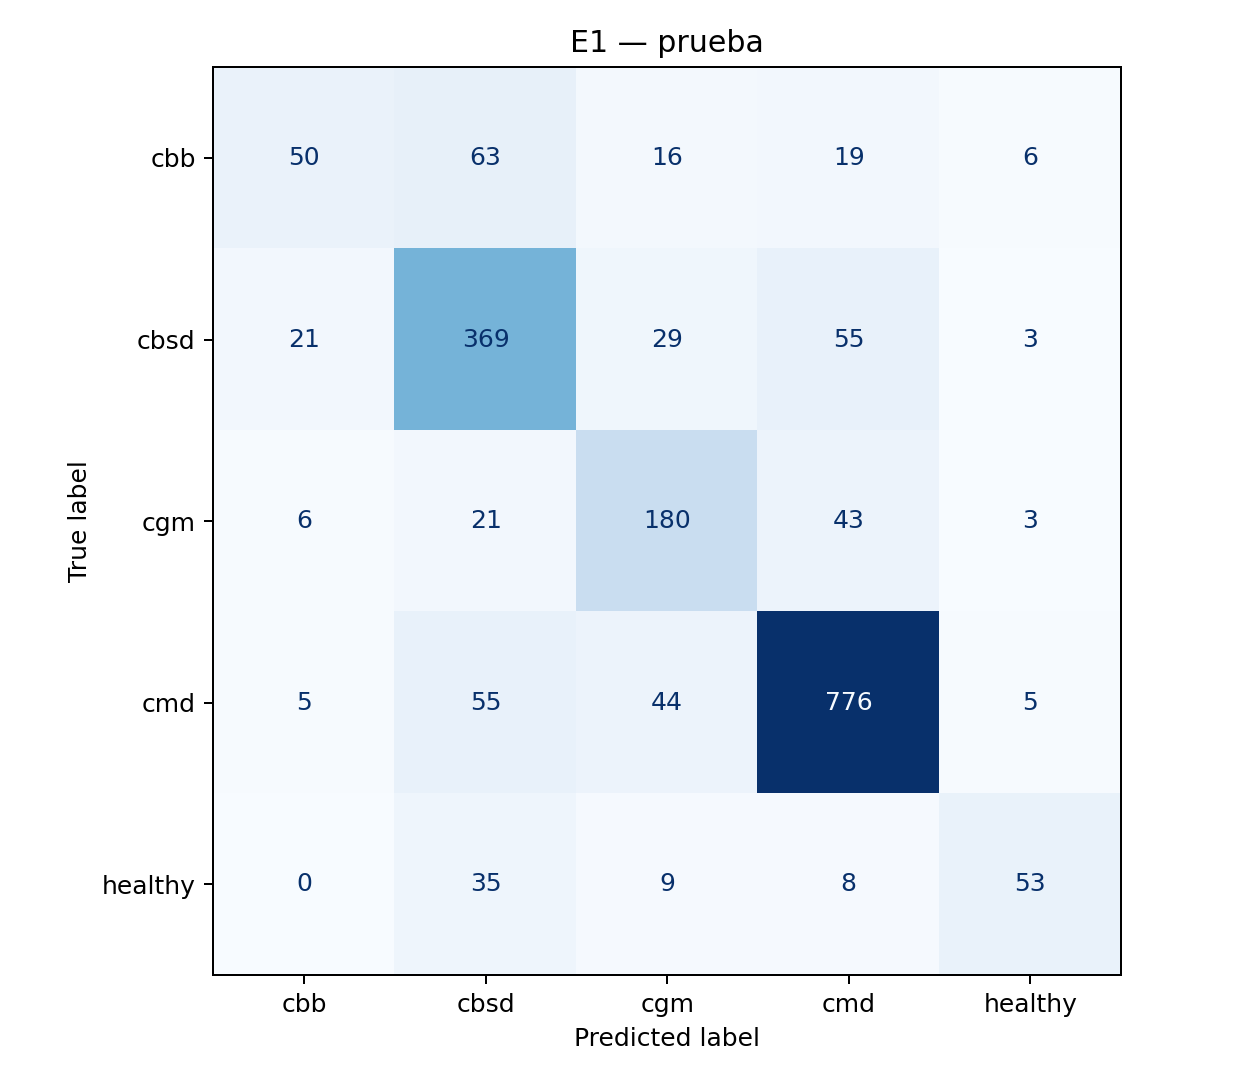 E1 — prueba
cbb 50 63 16 19 6
cbsd 21 369 29 55 3
cgm 6 21 180 43 3
cmd 5 55 44 776 5
healthy 0 35 9 8 53
cbb cbsd cgm cmd healthy
Predicted label
True label